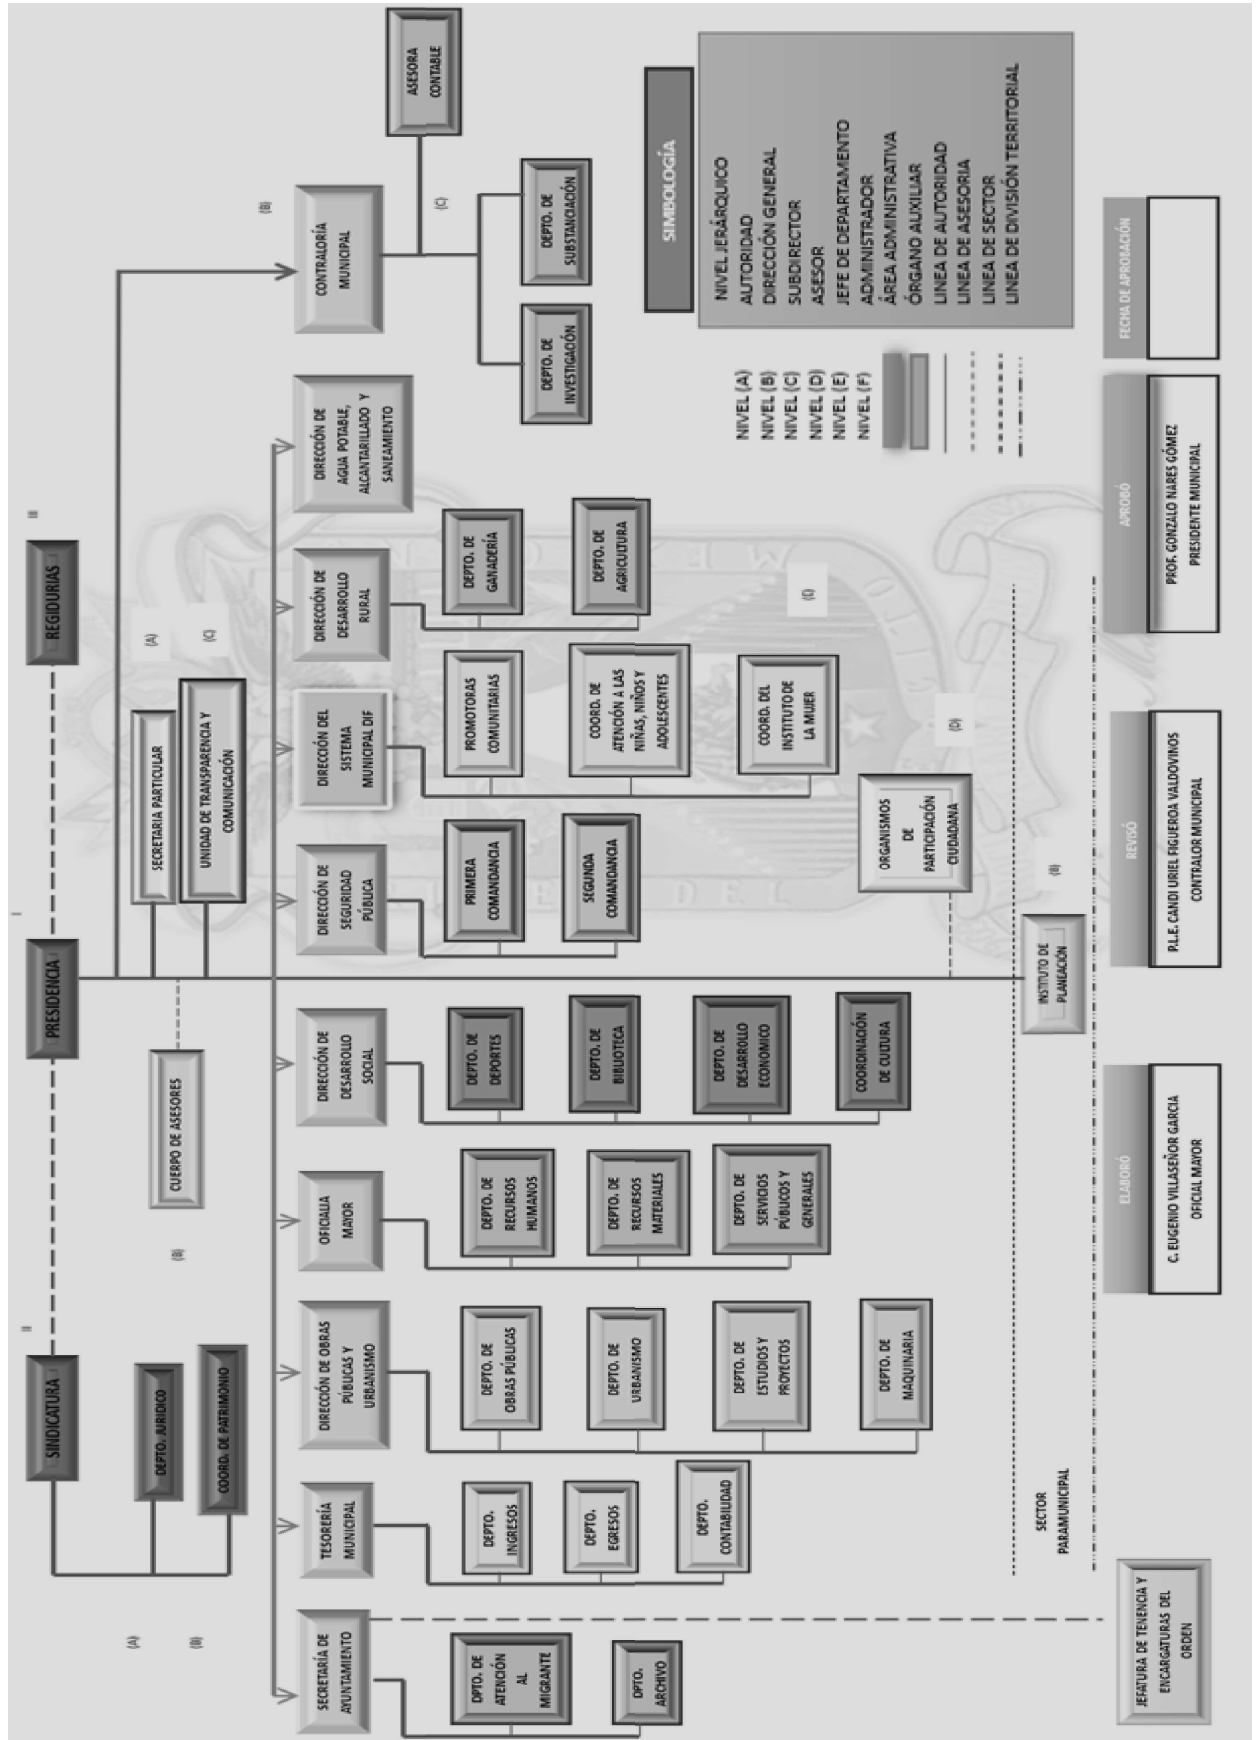 I
II
III
SINDICATURA
PRESIDENCIA
REGIDURIAS
(A)
DEPTO. JURIDICO
(B)
COORD. DE PATRIMONIO
(B)
CUERPO DE ASESORES
SECRETARIA PARTICULAR
(A)
UNIDAD DE TRANSPARENCIA Y
COMUNICACIÓN
(C)
(B)
SECRETARÍA DE
AYUNTAMIENTO
TESORERÍA
MUNICIPAL
DIRECCIÓN DE OBRAS
PÚBLICAS Y
URBANISMO
OFICIALIA
MAYOR
DIRECCIÓN DE
DESARROLLO
SOCIAL
DIRECCIÓN DE
SEGURIDAD
PÚBLICA
DIRECCIÓN DEL
SISTEMA
MUNICIPAL DIF
DIRECCIÓN DE
DESARROLLO
RURAL
DIRECCIÓN DE
AGUA POTABLE,
ALCANTARILLADO Y
SANEAMIENTO
CONTRALORÍA
MUNICIPAL
ASESORA
CONTABLE
(C)
DPTO. DE
ATENCIÓN
AL
MIGRANTE
DPTO.
ARCHIVO
DEPTO.
INGRESOS
DEPTO.
EGRESOS
DEPTO.
CONTABILIDAD
DEPTO. DE
OBRAS PÚBLICAS
DEPTO. DE
URBANISMO
DEPTO. DE
ESTUDIOS Y
PROYECTOS
DEPTO. DE
MAQUINARIA
DEPTO. DE
RECURSOS
HUMANOS
DEPTO. DE
RECURSOS
MATERIALES
DEPTO. DE
SERVICIOS
PÚBLICOS Y
GENERALES
DEPTO. DE
DEPORTES
DEPTO. DE
BIBLIOTECA
DEPTO. DE
DESARROLLO
ECONOMICO
COORDINACIÓN
DE CULTURA
PRIMERA
COMANDANCIA
SEGUNDA
COMANDANCIA
PROMOTORAS
COMUNITARIAS
COORD. DE
ATENCIÓN A LAS
NIÑAS, NIÑOS Y
ADOLESCENTES
COORD. DEL
INSTITUTO DE
LA MUJER
DEPTO. DE
GANADERÍA
DEPTO. DE
AGRICULTURA
(E)
DEPTO. DE
INVESTIGACIÓN
DEPTO. DE
SUBSTANCIACIÓN
ORGANISMOS
DE
PARTICIPACIÓN
CIUDADANA
(D)
SECTOR
PARAMUNICIPAL
INSTITUTO DE
PLANEACIÓN
(B)
JEFATURA DE TENENCIA Y
ENCARGATURAS DEL
ORDEN
SIMBOLOGÍA
NIVEL JERÁRQUICO
NIVEL (A) AUTORIDAD
NIVEL (B) DIRECCIÓN GENERAL
NIVEL (C) SUBDIRECTOR
NIVEL (D) ASESOR
NIVEL (E) JEFE DE DEPARTAMENTO
NIVEL (F) ADMINISTRADOR
ÁREA ADMINISTRATIVA
ÓRGANO AUXILIAR
LINEA DE AUTORIDAD
LINEA DE ASESORIA
LINEA DE SECTOR
LINEA DE DIVISIÓN TERRITORIAL
ELABORÓ
C. EUGENIO VILLASEÑOR GARCIA
OFICIAL MAYOR
REVISÓ
P.L.E. CANDI URIEL FIGUEROA VALDOVINOS
CONTRALOR MUNICIPAL
APROBÓ
PROF. GONZALO NARES GÓMEZ
PRESIDENTE MUNICIPAL
FECHA DE APROBACIÓN